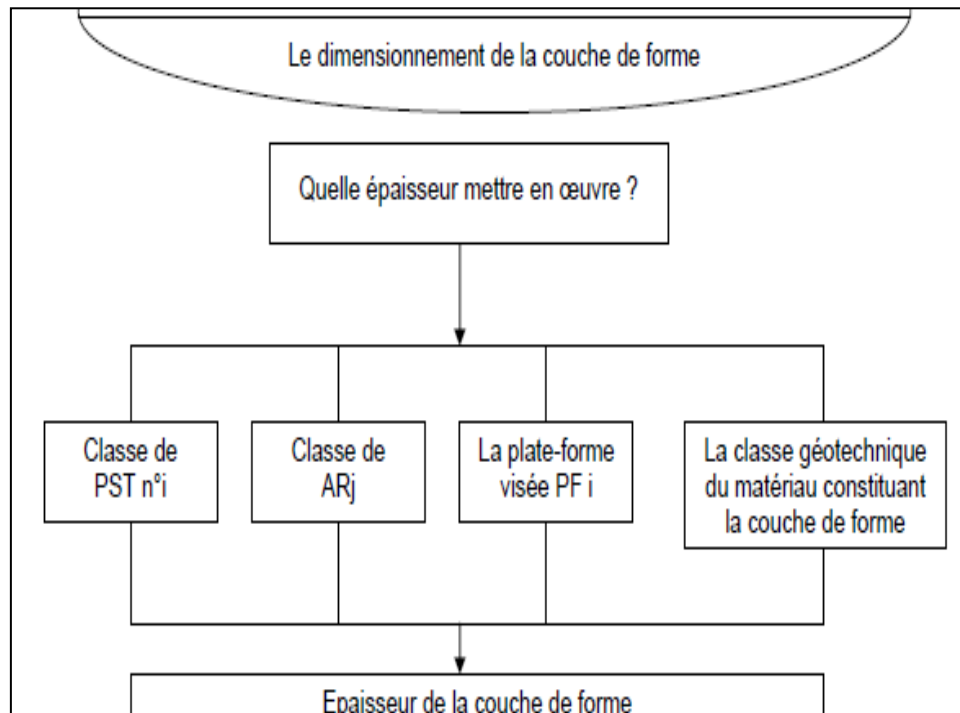 Le dimensionnement de la couche de forme
Quelle épaisseur mettre en œuvre ?
Classe de
PST n°i
Classe de
ARj
La plate-forme
visée PF i
La classe géotechnique
du matériau constituant
la couche de forme
Epaisseur de la couche de forme